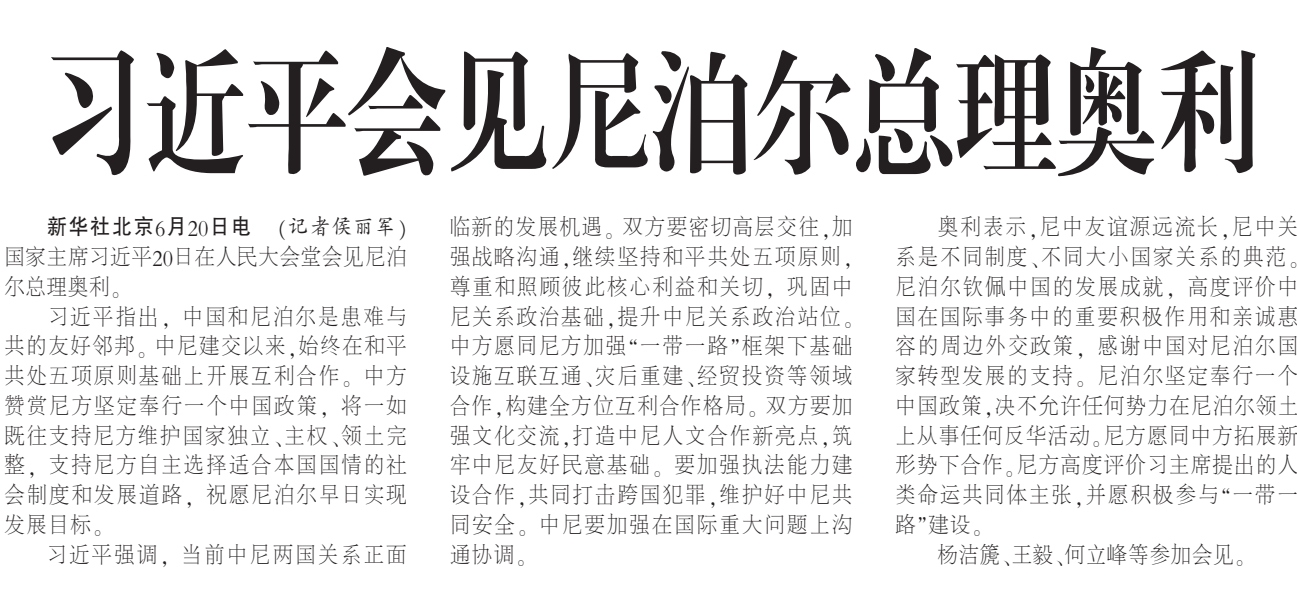 习近平会见尼泊尔总理奥利
新华社北京6月20日电　（记者侯丽军）
国家主席习近平20日在人民大会堂会见尼泊
尔总理奥利。
习近平指出，中国和尼泊尔是患难与
共的友好邻邦。中尼建交以来，始终在和平
共处五项原则基础上开展互利合作。中方
赞赏尼方坚定奉行一个中国政策，将一如
既往支持尼方维护国家独立、主权、领土完
整，支持尼方自主选择适合本国国情的社
会制度和发展道路，祝愿尼泊尔早日实现
发展目标。
习近平强调，当前中尼两国关系正面
临新的发展机遇。双方要密切高层交往，加
强战略沟通，继续坚持和平共处五项原则，
尊重和照顾彼此核心利益和关切，巩固中
尼关系政治基础，提升中尼关系政治站位。
中方愿同尼方加强“一带一路”框架下基础
设施互联互通、灾后重建、经贸投资等领域
合作，构建全方位互利合作格局。双方要加
强文化交流，打造中尼人文合作新亮点，筑
牢中尼友好民意基础。要加强执法能力建
设合作，共同打击跨国犯罪，维护好中尼共
同安全。中尼要加强在国际重大问题上沟
通协调。
奥利表示，尼中友谊源远流长，尼中关
系是不同制度、不同大小国家关系的典范。
尼泊尔钦佩中国的发展成就，高度评价中
国在国际事务中的重要积极作用和亲诚惠
容的周边外交政策，感谢中国对尼泊尔国
家转型发展的支持。尼泊尔坚定奉行一个
中国政策，决不允许任何势力在尼泊尔领土
上从事任何反华活动。尼方愿同中方拓展新
形势下合作。尼方高度评价习主席提出的人
类命运共同体主张，并愿积极参与“一带一
路”建设。
杨洁篪、王毅、何立峰等参加会见。